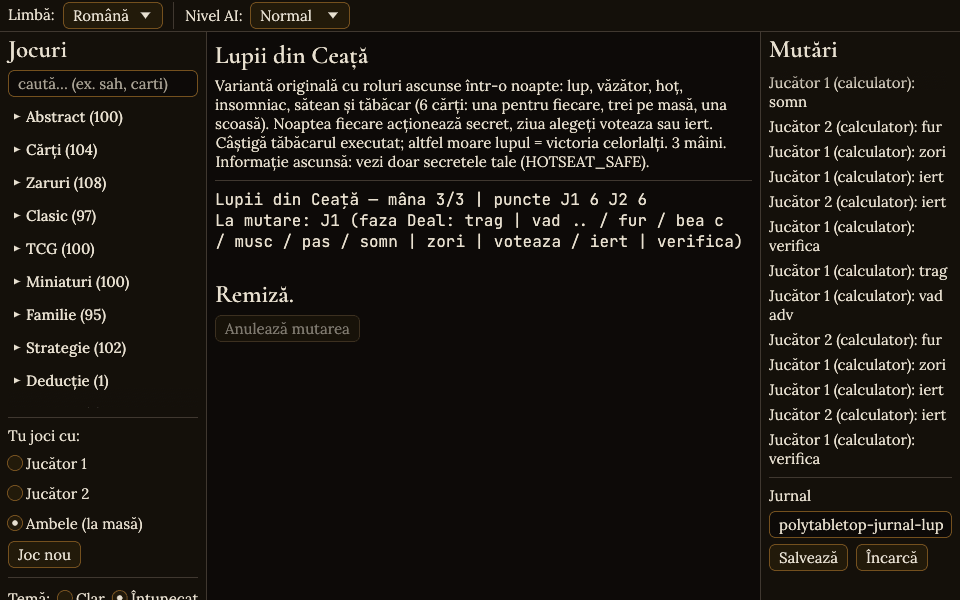 Limbă: Română ▼ Nivel AI: Normal ▼
Jocuri
caută... (ex. sah, carti)
▸ Abstract (100)
▸ Cărți (104)
▸ Zaruri (108)
▸ Clasic (97)
▸ TCG (100)
▸ Miniaturi (100)
▸ Familie (95)
▸ Strategie (102)
▸ Deducție (1)
Tu joci cu:
Jucător 1
Jucător 2
Ambele (la masă)
Joc nou
Temă: Clar Întunecat
Lupii din Ceață
Variantă originală cu roluri ascunse într-o noapte: lup, văzător, hoț,
insomniac, sătean și tăbăcar (6 cărți: una pentru fiecare, trei pe masă, una
scoasă). Noaptea fiecare acționează secret, ziua alegeți voteaza sau iert.
Câștigă tăbăcarul executat; altfel moare lupul = victoria celorlalți. 3 mâini.
Informație ascunsă: vezi doar secretele tale (HOTSEAT_SAFE).
Lupii din Ceață — mâna 3/3 | puncte J1 6 J2 6
La mutare: J1 (faza Deal: trag | vad .. / fur / bea c
/ musc / pas / somn | zori | voteaza / iert | verifica)
Remiză.
Anulează mutarea
Mutări
Jucător 1 (calculator):
somn
Jucător 2 (calculator): fur
Jucător 1 (calculator): zori
Jucător 1 (calculator): iert
Jucător 2 (calculator): iert
Jucător 1 (calculator):
verifica
Jucător 1 (calculator): trag
Jucător 1 (calculator): vad
adv
Jucător 2 (calculator): fur
Jucător 1 (calculator): zori
Jucător 1 (calculator): iert
Jucător 2 (calculator): iert
Jucător 1 (calculator):
verifica
Jurnal
polytabletop-jurnal-lup
Salvează Încarcă